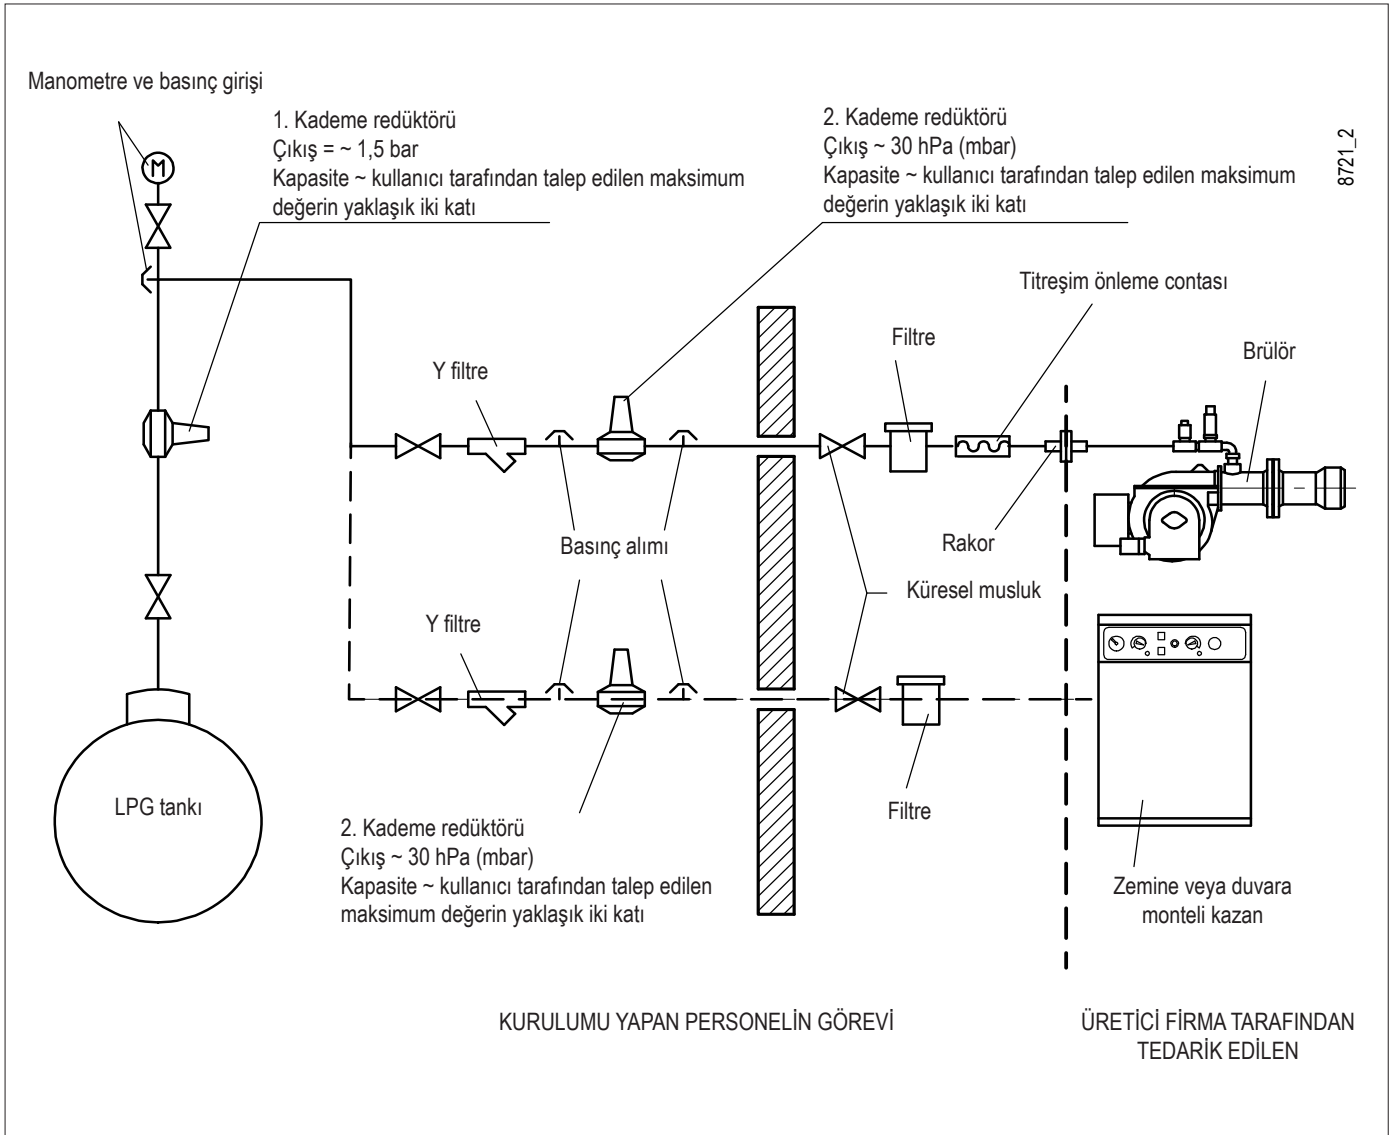 Manometre ve basınç girişi
1. Kademe redüktörü
Çıkış = ~ 1,5 bar
Kapasite ~ kullanıcı tarafından talep edilen maksimum
değerin yaklaşık iki katı
2. Kademe redüktörü
Çıkış ~ 30 hPa (mbar)
Kapasite ~ kullanıcı tarafından talep edilen maksimum
değerin yaklaşık iki katı
8721_2
M
Titreşim önleme contası
Filtre
Brülör
Y filtre
Basınç alımı
Rakor
Küresel musluk
Y filtre
LPG tankı
Filtre
2. Kademe redüktörü
Çıkış ~ 30 hPa (mbar)
Kapasite ~ kullanıcı tarafından talep edilen
maksimum değerin yaklaşık iki katı
Zemine veya duvara
monteli kazan
KURULUMU YAPAN PERSONELİN GÖREVİ
ÜRETİCİ FİRMA TARAFINDAN
TEDARİK EDİLEN